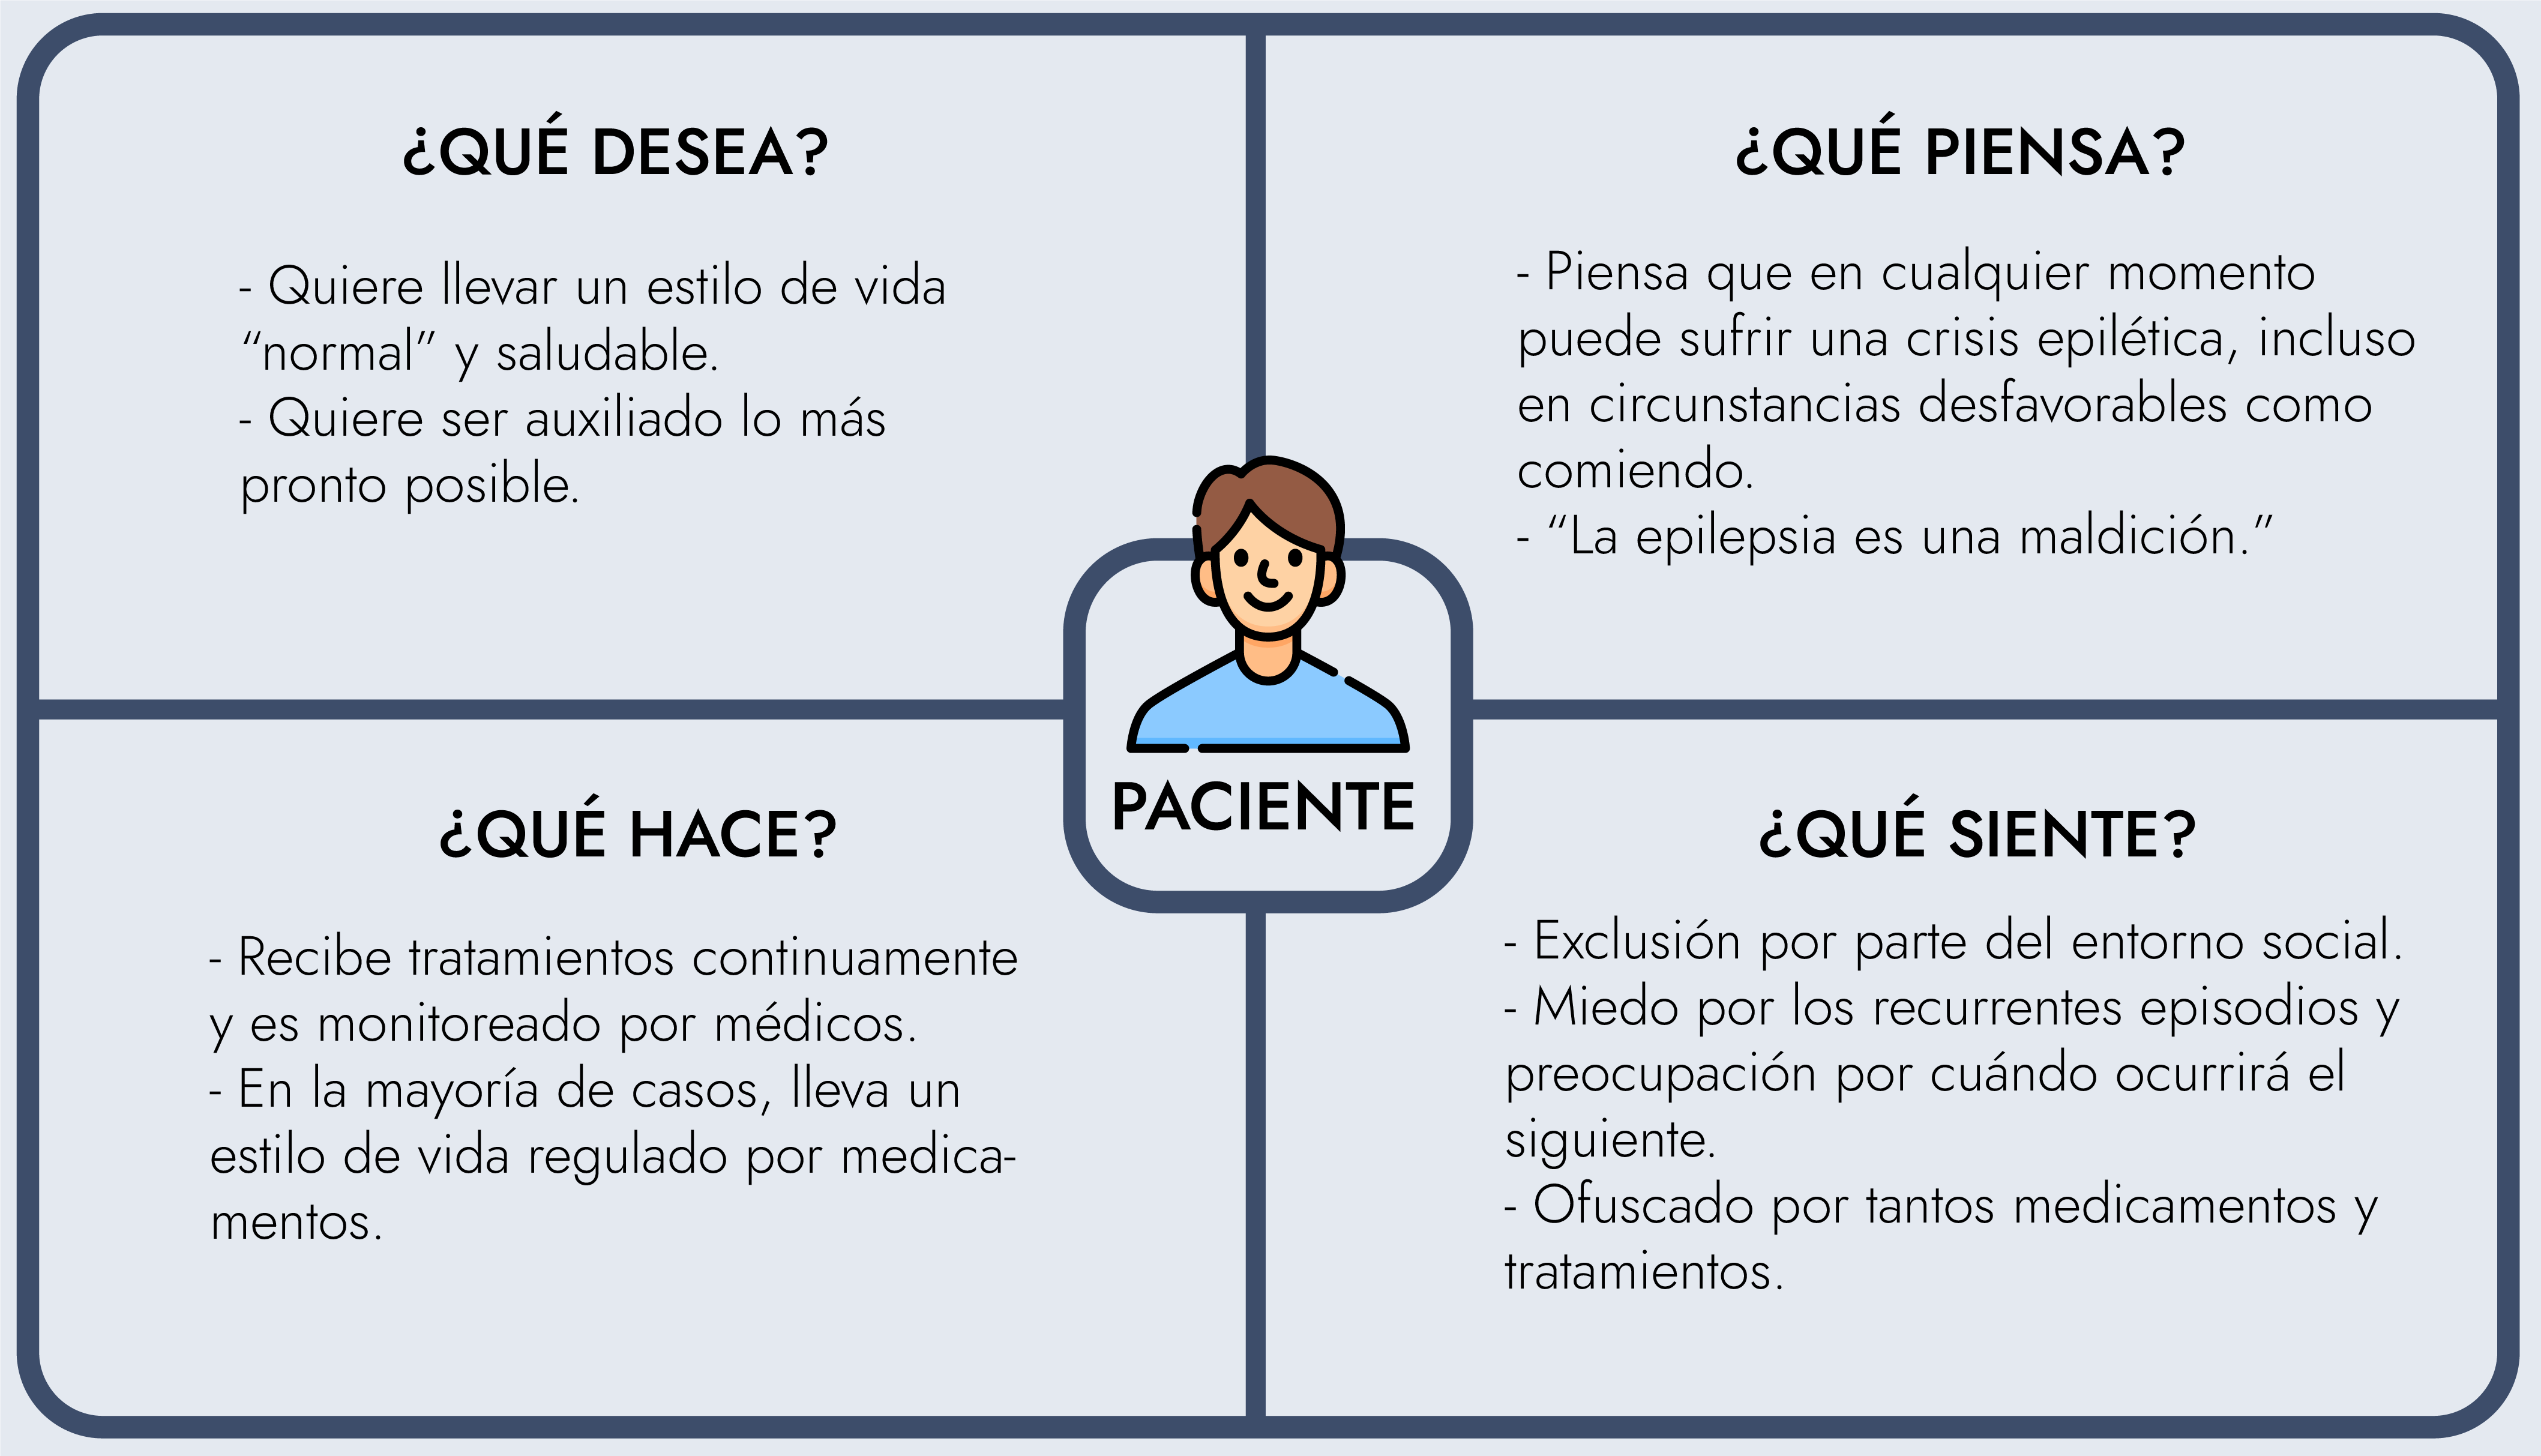 ¿QUÉ DESEA?
- Quiere llevar un estilo de vida
“normal” y saludable.
- Quiere ser auxiliado lo más
pronto posible.
¿QUÉ PIENSA?
- Piensa que en cualquier momento
puede sufrir una crisis epilética, incluso
en circunstancias desfavorables como
comiendo.
- “La epilepsia es una maldición.”
PACIENTE
¿QUÉ HACE?
- Recibe tratamientos continuamente
y es monitoreado por médicos.
- En la mayoría de casos, lleva un
estilo de vida regulado por medica-
mentos.
¿QUÉ SIENTE?
- Exclusión por parte del entorno social.
- Miedo por los recurrentes episodios y
preocupación por cuándo ocurrirá el
siguiente.
- Ofuscado por tantos medicamentos y
tratamientos.